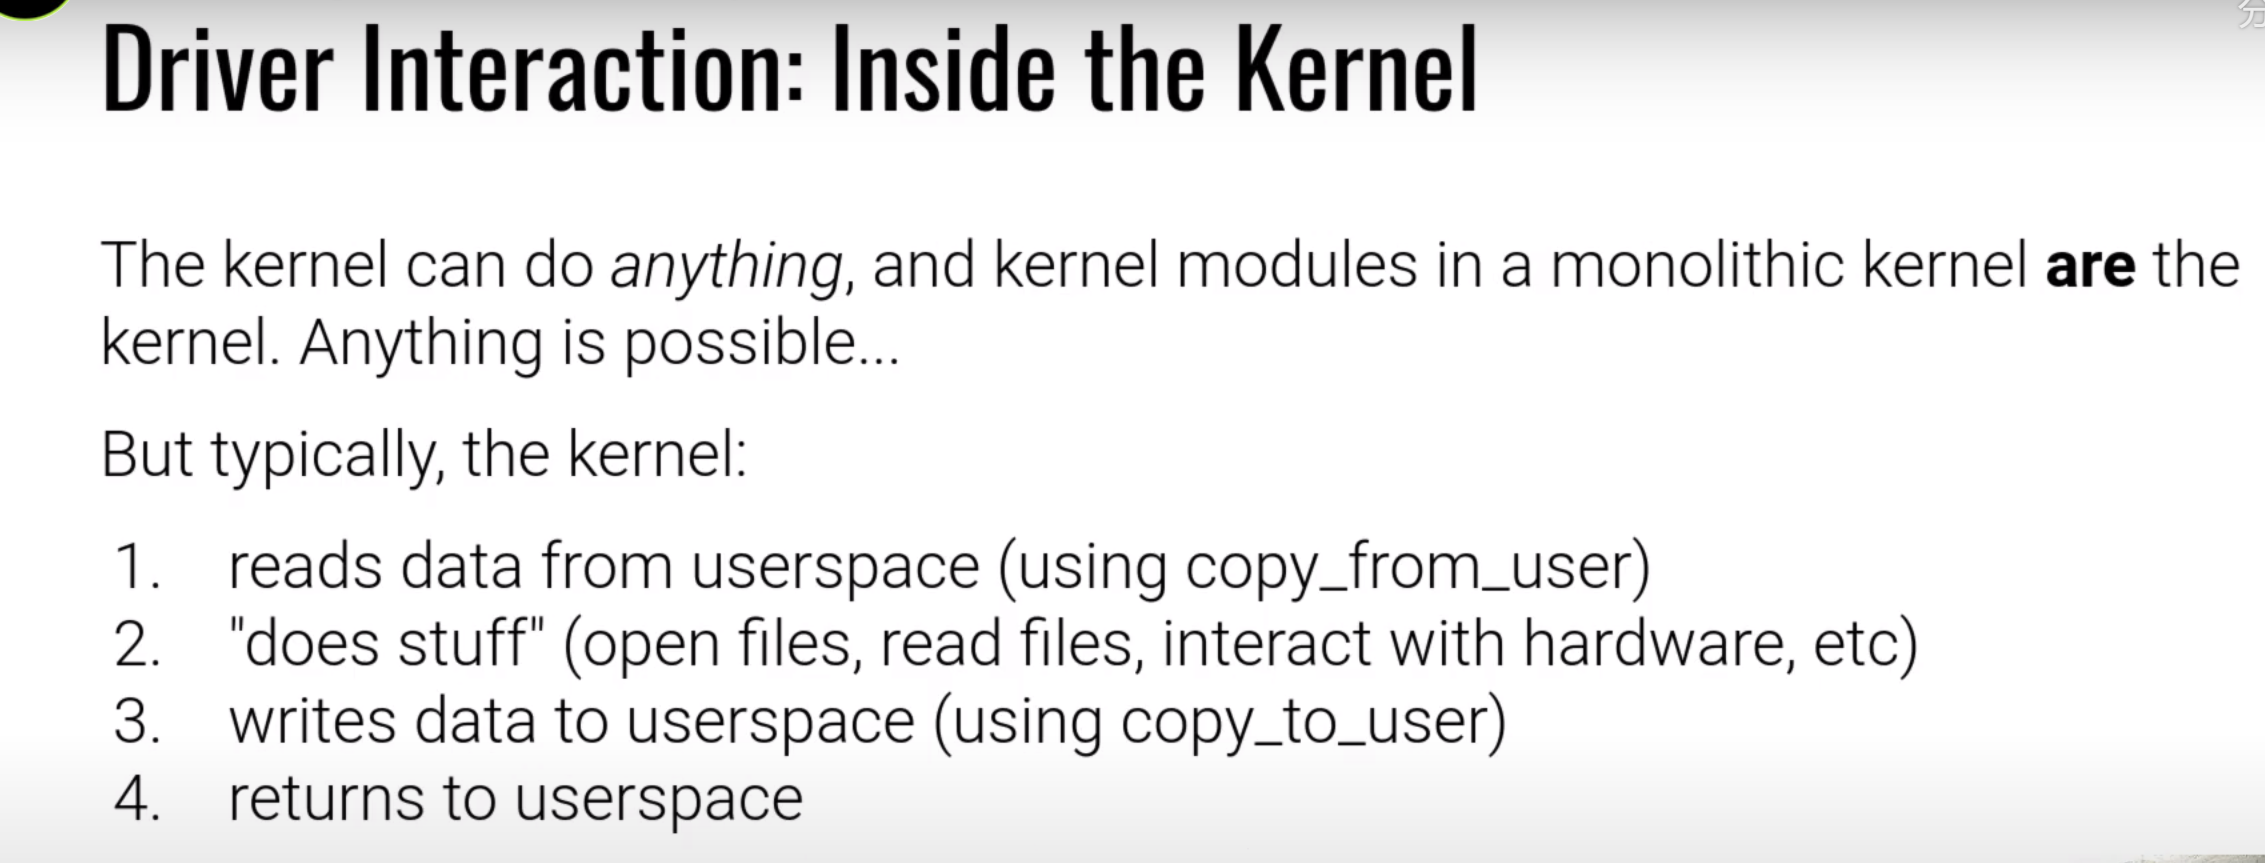 Driver Interaction: Inside the Kernel
The kernel can do anything, and kernel modules in a monolithic kernel are the
kernel. Anything is possible...
But typically, the kernel:
1. reads data from userspace (using copy_from_user)
2. "does stuff" (open files, read files, interact with hardware, etc)
3. writes data to userspace (using copy_to_user)
4. returns to userspace